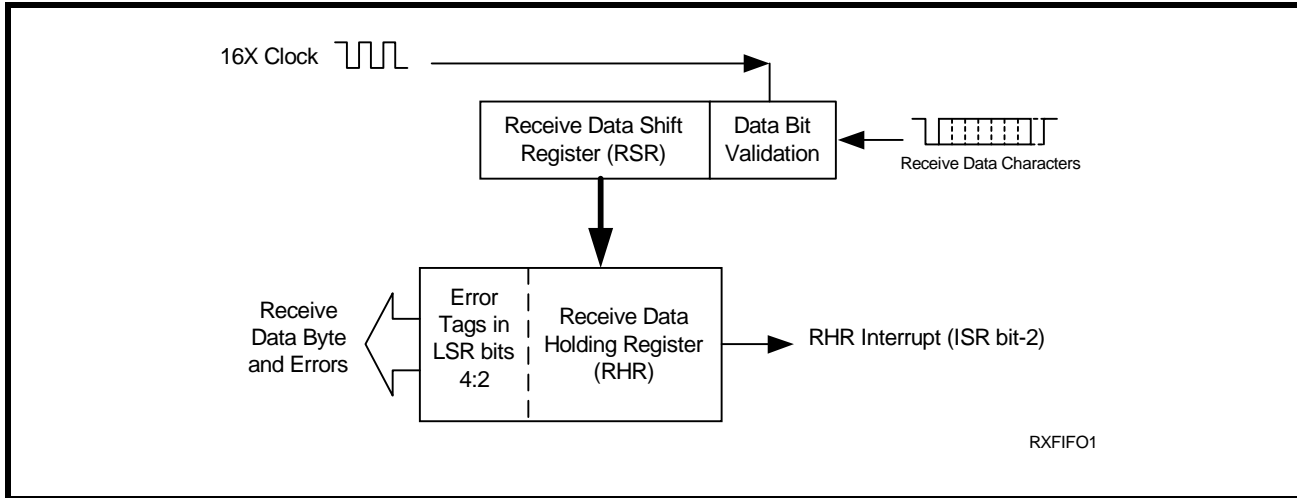 16X Clock
Receive Data Shift
Register (RSR)
Data Bit
Validation
Receive Data Characters
Receive
Data Byte
and Errors
Error
Tags in
LSR bits
4:2
Receive Data
Holding Register
(RHR)
RHR Interrupt (ISR bit-2)
RXFIFO1